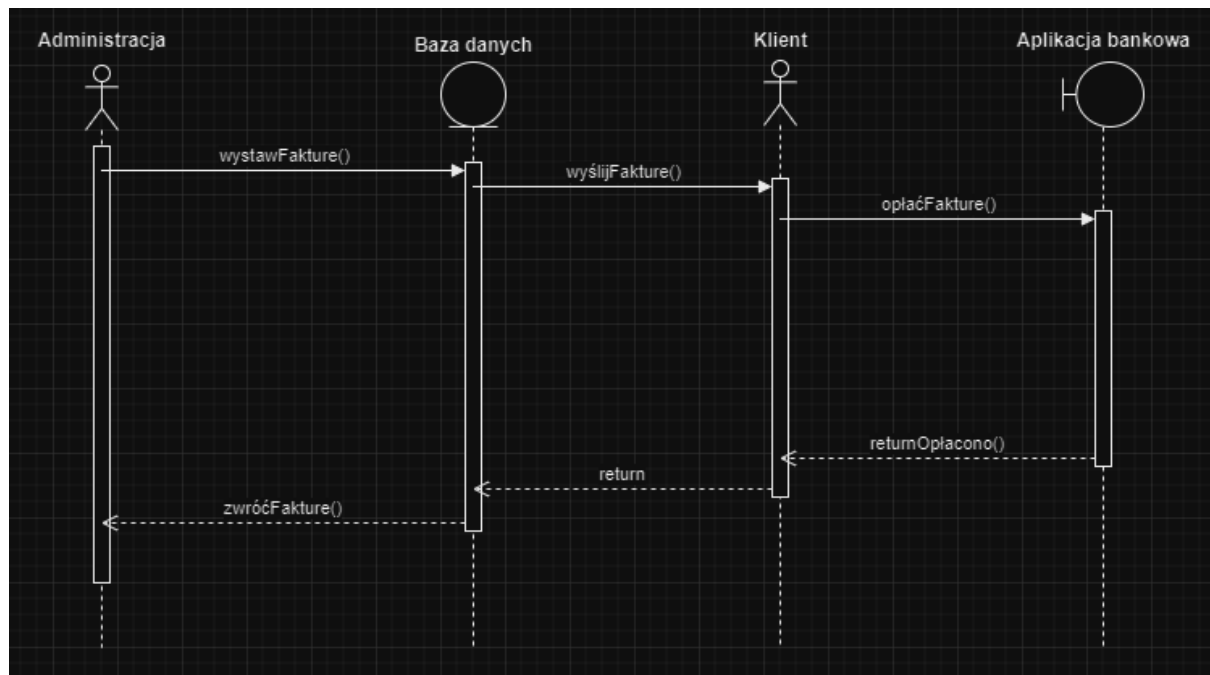 Administracja
Baza danych
Klient
Aplikacja bankowa
wystawFakture()
wyślijFakture()
opłaćFakture()
returnOpłacono()
return
zwróćFakture()